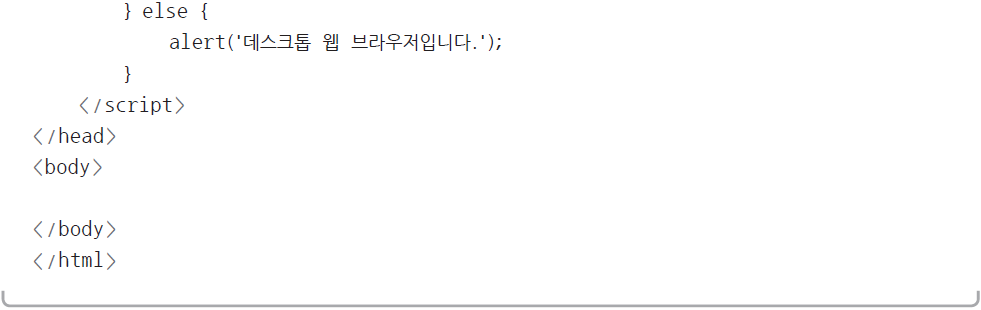 } else {
alert('데스크톱 웹 브라우저입니다.');
}
</script>
</head>
<body>
</body>
</html>